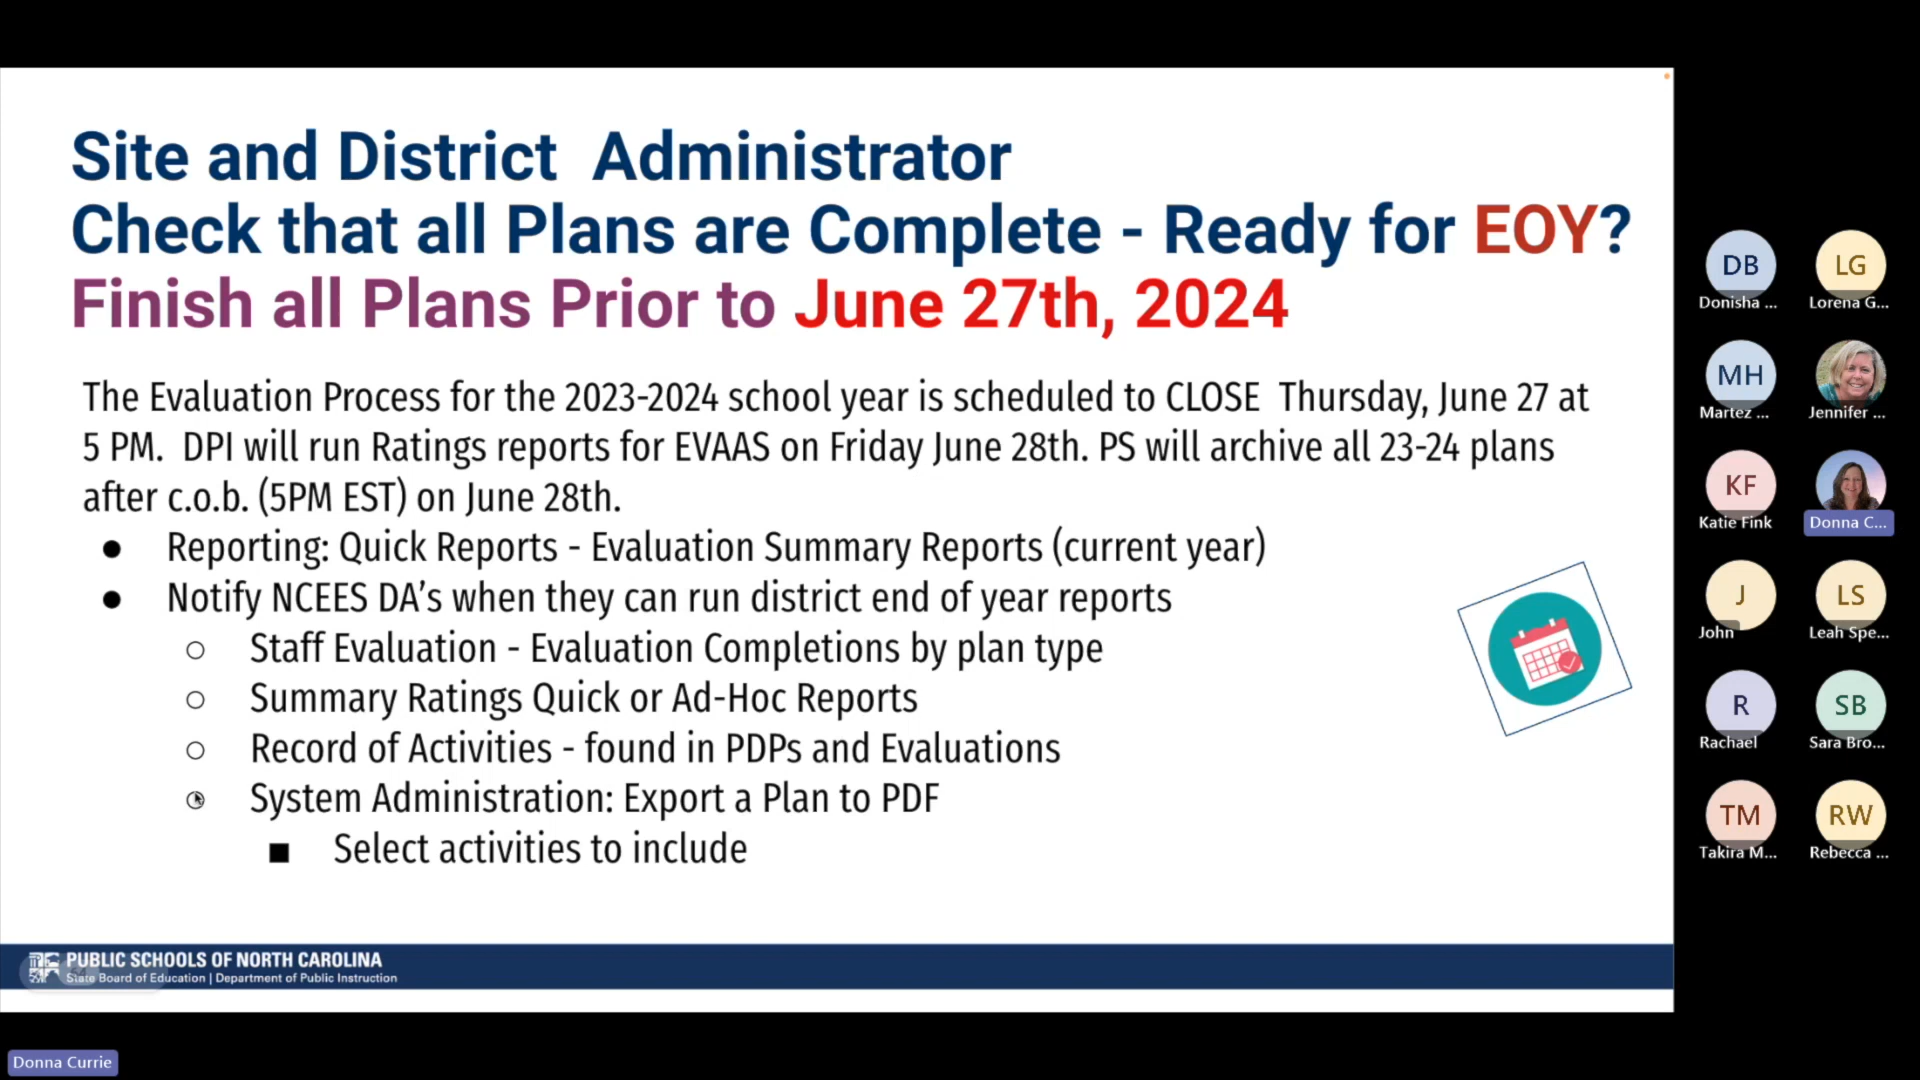 Site and District  Administrator
Check that all Plans are Complete - Ready for EOY?
Finish all Plans Prior to June 27th, 2024
The Evaluation Process for the 2023-2024 school year is scheduled to CLOSE  Thursday, June 27 at
5 PM.  DPI will run Ratings reports for EVAAS on Friday June 28th. PS will archive all 23-24 plans
after c.o.b. (5PM EST) on June 28th.
● Reporting: Quick Reports - Evaluation Summary Reports (current year)
● Notify NCEES DA’s when they can run district end of year reports
○ Staff Evaluation - Evaluation Completions by plan type
○ Summary Ratings Quick or Ad-Hoc Reports
○ Record of Activities - found in PDPs and Evaluations
○ System Administration: Export a Plan to PDF
■ Select activities to include
PUBLIC SCHOOLS OF NORTH CAROLINA
State Board of Education | Department of Public Instruction
DB
Donisha ...
LG
Lorena G...
MH
Martez ...
Jennifer ...
KF
Katie Fink
Donna C...
J
John
LS
Leah Spe...
R
Rachael
SB
Sara Bro...
TM
Takira M...
RW
Rebecca ...
Donna Currie